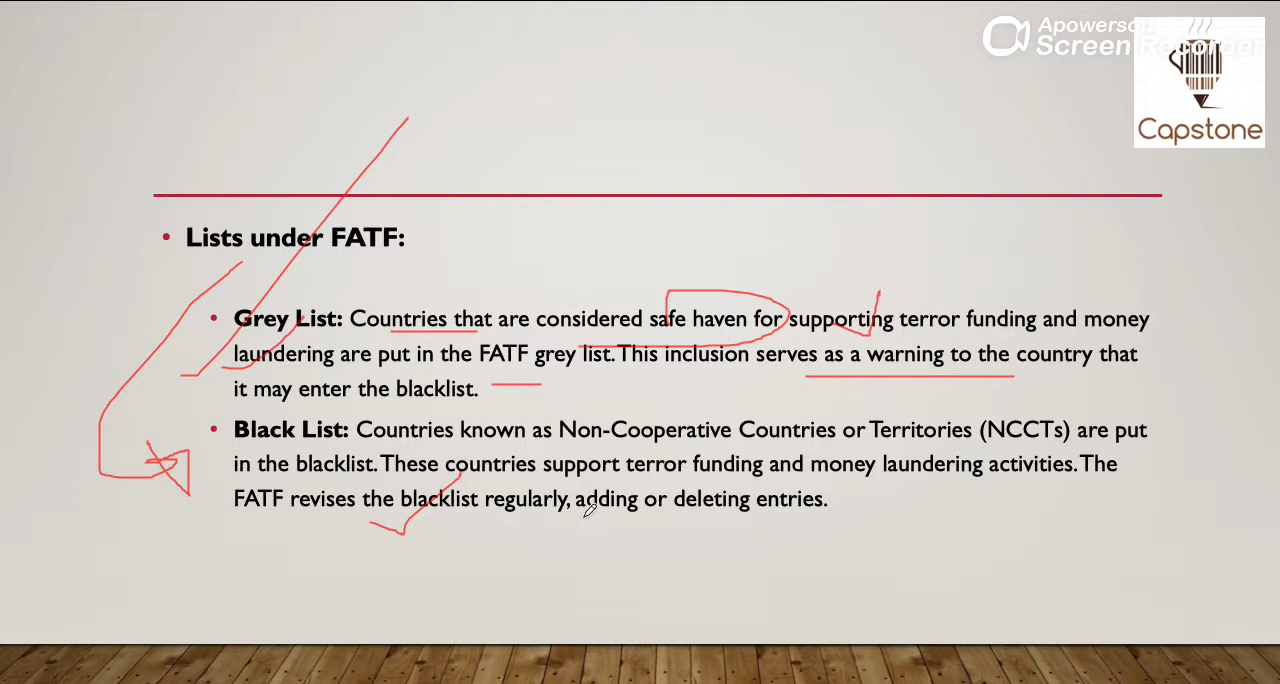 Apowersoft
Screen Recorder
Capstone
• Lists under FATF:
• Grey List: Countries that are considered safe haven for supporting terror funding and money
laundering are put in the FATF grey list. This inclusion serves as a warning to the country that
it may enter the blacklist.
• Black List: Countries known as Non-Cooperative Countries or Territories (NCCTs) are put
in the blacklist. These countries support terror funding and money laundering activities. The
FATF revises the blacklist regularly, adding or deleting entries.